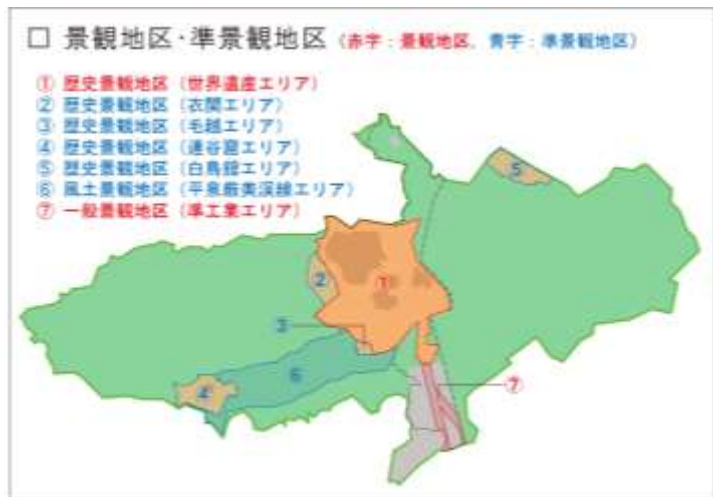 □ 景観地区・準景観地区（赤字：景観地区、青字：準景観地区）
① 歴史景観地区（世界遺産エリア）
② 歴史景観地区（衣関エリア）
③ 歴史景観地区（毛越エリア）
④ 歴史景観地区（達谷窟エリア）
⑤ 歴史景観地区（白鳥舘エリア）
⑥ 風土景観地区（平泉厳美渓線エリア）
⑦ 一般景観地区（準工業エリア）
⑤
②
①
③
⑥
④
⑦